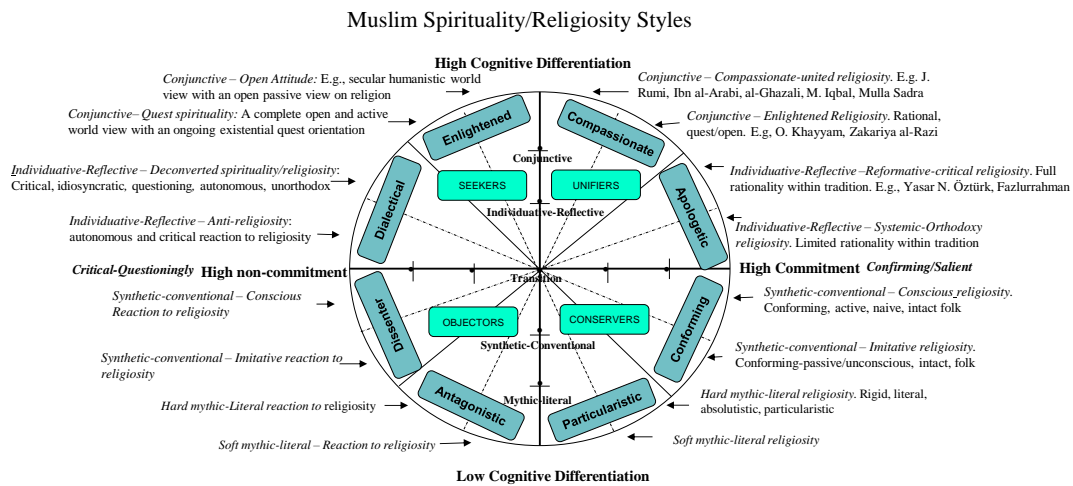 Muslim Spirituality/Religiosity Styles
High Cognitive Differentiation
Conjunctive – Open Attitude: E.g., secular humanistic world
view with an open passive view on religion
Conjunctive– Quest spirituality: A complete open and active
world view with an ongoing existential quest orientation
Individuative-Reflective – Deconverted spirituality/religiosity:
Critical, idiosyncratic, questioning, autonomous, unorthodox
Individuative-Reflective – Anti-religiosity:
autonomous and critical reaction to religiosity
Conjunctive – Compassionate-united religiosity. E.g. J.
Rumi, Ibn al-Arabi, al-Ghazali, M. Iqbal, Mulla Sadra
Conjunctive – Enlightened Religiosity. Rational,
quest/open. E.g, O. Khayyam, Zakariya al-Razi
Individuative-Reflective –Reformative-critical religiosity. Full
rationality within tradition. E.g., Yasar N. Öztürk, Fazlurrahman
Individuative-Reflective – Systemic-Orthodoxy
religiosity. Limited rationality within tradition
Enlightened
Compassionate
Dialectical
Apologetic
Conjunctive
SEEKERS
UNIFIERS
Individuative-Reflective
Critical-Questioningly High non-commitment
Transition
High Commitment Confirming/Salient
Synthetic-conventional – Conscious
Reaction to religiosity
Synthetic-conventional – Imitative reaction to
religiosity
Hard mythic-Literal reaction to religiosity
Soft mythic-literal – Reaction to religiosity
Dissenter
Conforming
OBJECTORS
CONSERVERS
Synthetic-Conventional
Mythic-literal
Antagonistic
Particularistic
Synthetic-conventional – Conscious religiosity.
Conforming, active, naive, intact folk
Synthetic-conventional – Imitative religiosity.
Conforming-passive/unconscious, intact, folk
Hard mythic-literal religiosity. Rigid, literal,
absolutistic, particularistic
Soft mythic-literal religiosity
Low Cognitive Differentiation